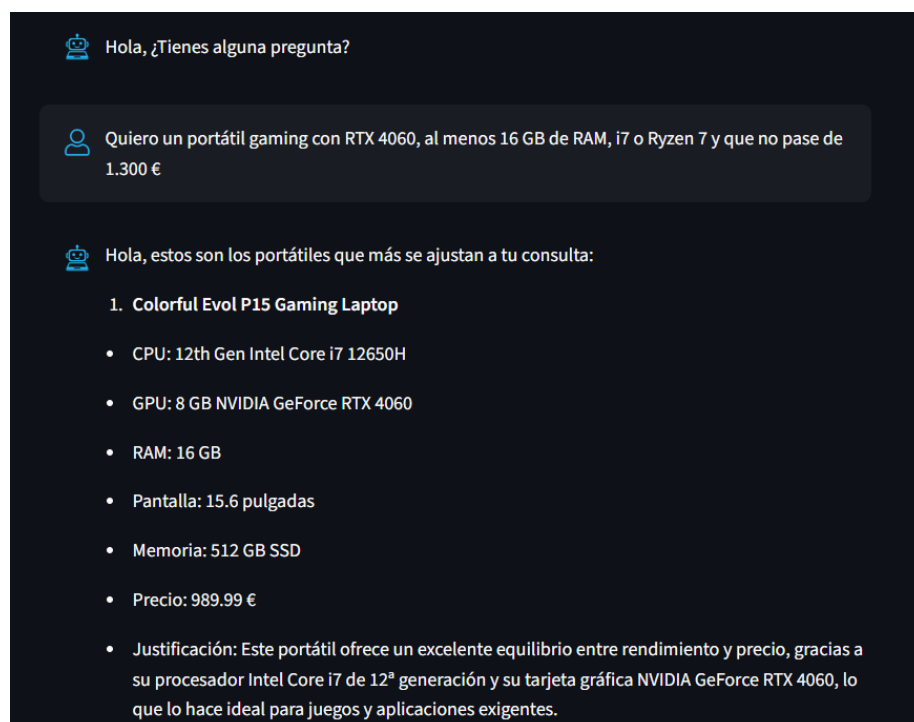 Hola, ¿Tienes alguna pregunta?
Quiero un portátil gaming con RTX 4060, al menos 16 GB de RAM, i7 o Ryzen 7 y que no pase de
1.300 €
Hola, estos son los portátiles que más se ajustan a tu consulta:
1. Colorful Evol P15 Gaming Laptop
• CPU: 12th Gen Intel Core i7 12650H
• GPU: 8 GB NVIDIA GeForce RTX 4060
• RAM: 16 GB
• Pantalla: 15.6 pulgadas
• Memoria: 512 GB SSD
• Precio: 989.99 €
• Justificación: Este portátil ofrece un excelente equilibrio entre rendimiento y precio, gracias a
su procesador Intel Core i7 de 12ª generación y su tarjeta gráfica NVIDIA GeForce RTX 4060, lo
que lo hace ideal para juegos y aplicaciones exigentes.